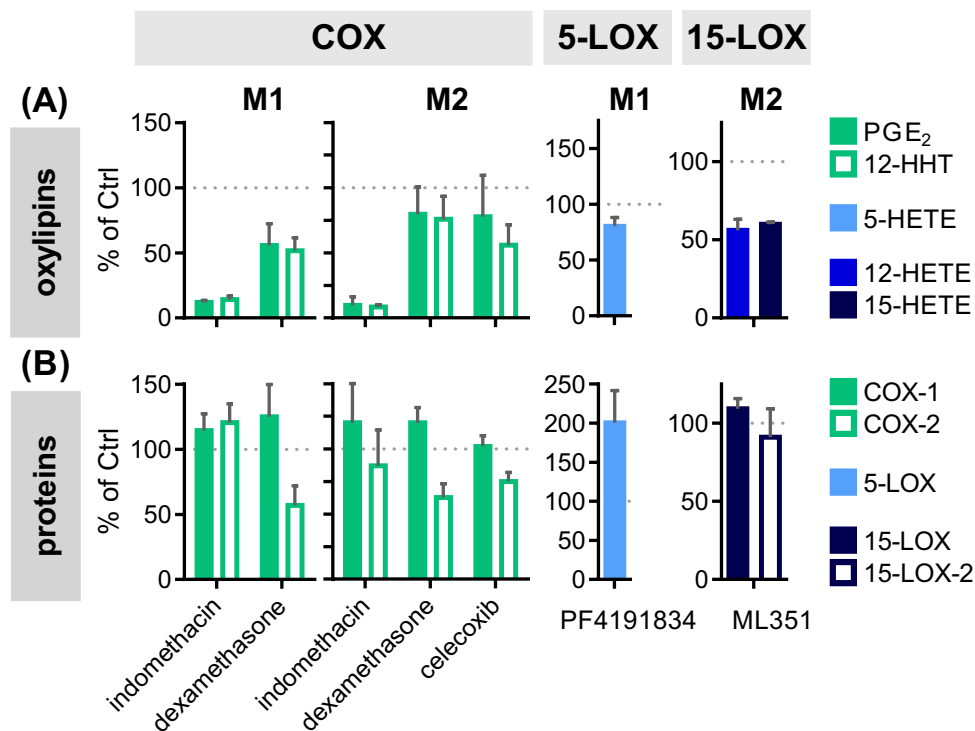 COX 5-LOX 15-LOX
(A) M1 M2 M1 M2
oxylipins
% of Ctrl
150
100
50
0
150
100
50
0
100
50
0
PGE₂
12-HHT
5-HETE
12-HETE
15-HETE
(B)
proteins
% of Ctrl
150
100
50
0
250
200
150
100
50
0
100
50
0
COX-1
COX-2
5-LOX
15-LOX
15-LOX-2
indomethacin
dexamethasone
indomethacin
dexamethasone
celecoxib
PF4191834
ML351